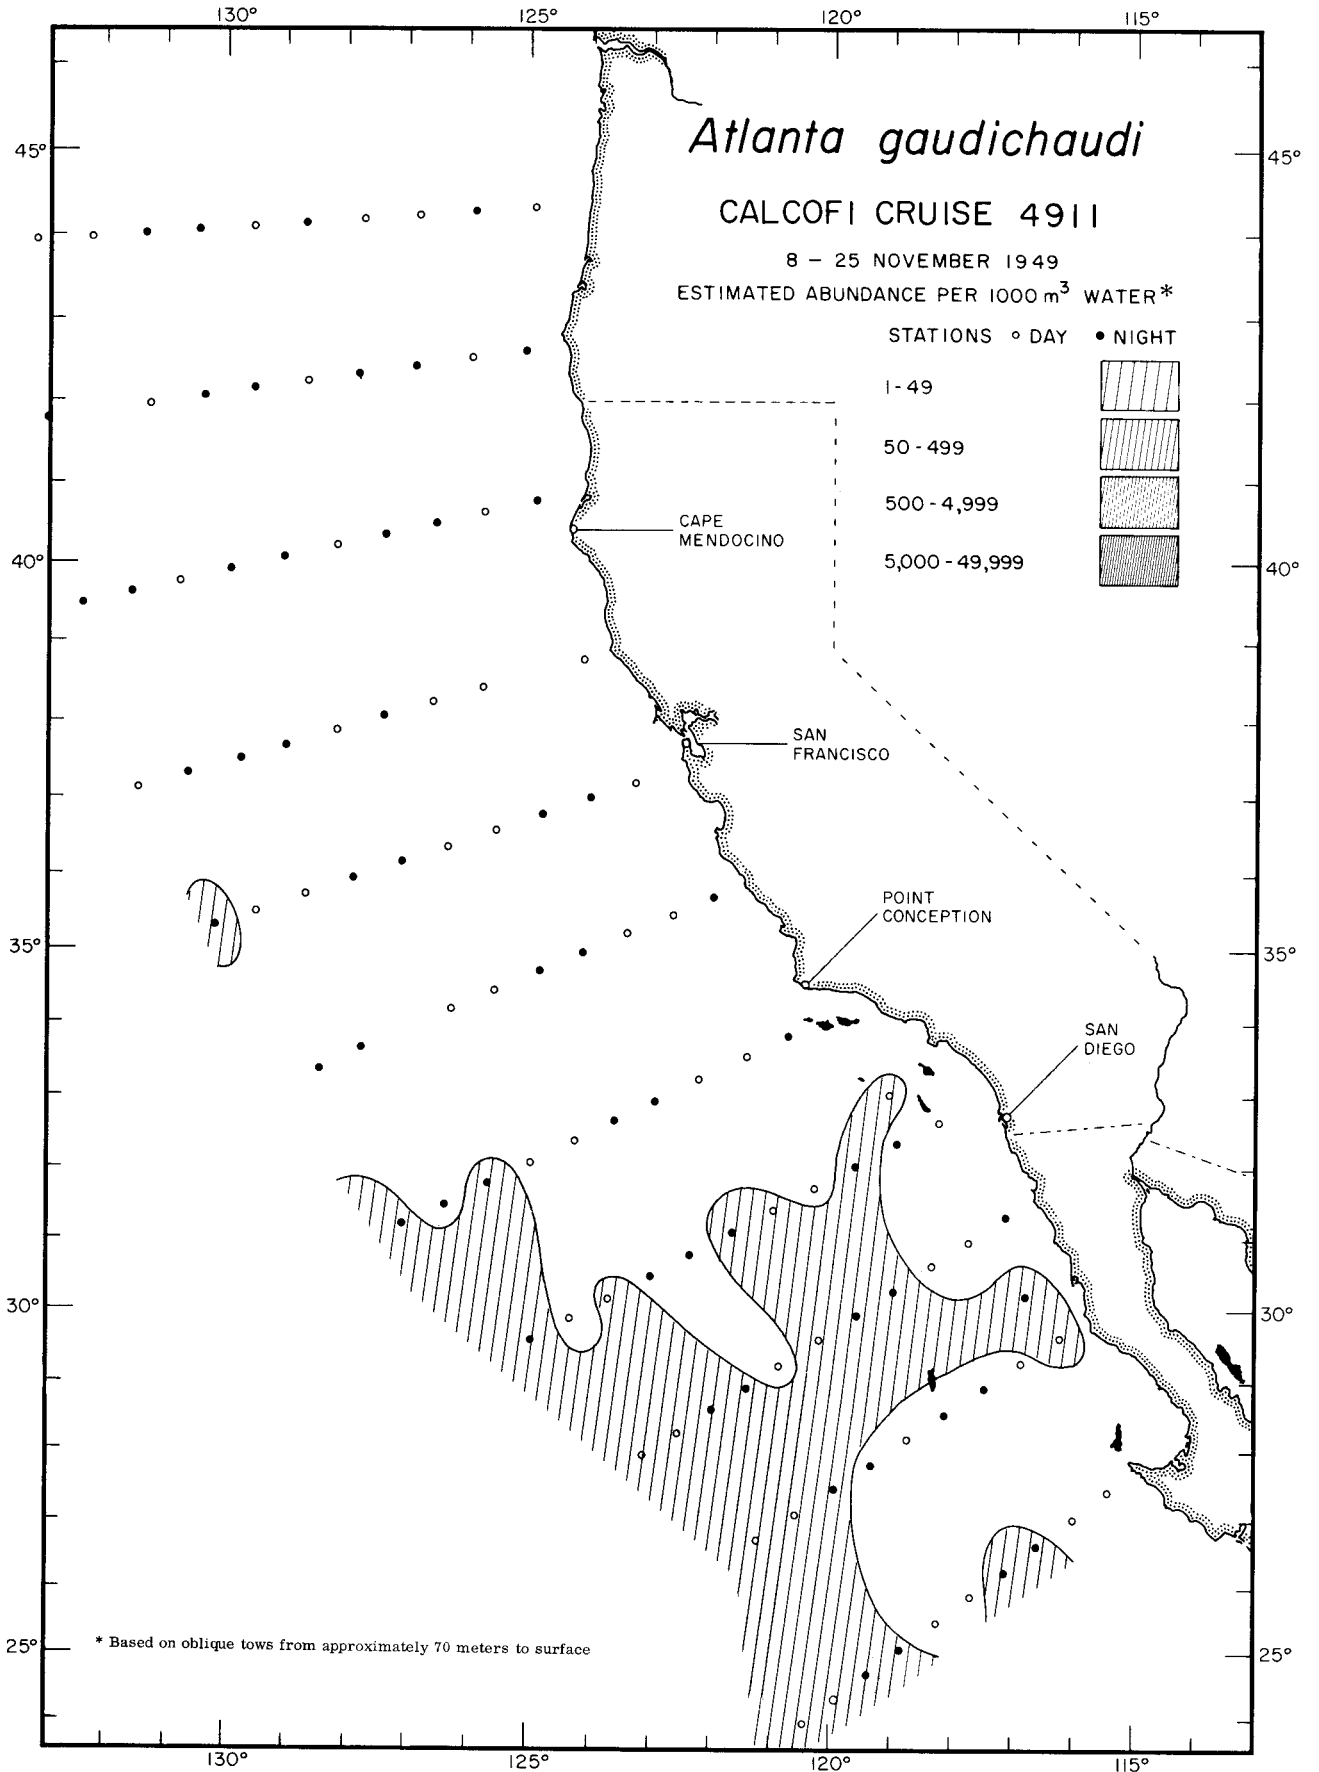 130° 125° 120° 115°
Atlanta gaudichaudi
45° 45°
CALCOFI CRUISE 4911
8 – 25 NOVEMBER 1949
ESTIMATED ABUNDANCE PER 1000 m³ WATER*
STATIONS ○ DAY ● NIGHT
1 - 49
50 - 499
500 - 4,999
5,000 - 49,999
CAPE
MENDOCINO
40° 40°
SAN
FRANCISCO
POINT
CONCEPTION
35° 35°
SAN
DIEGO
30° 30°
* Based on oblique tows from approximately 70 meters to surface
25° 25°
130° 125° 120° 115°